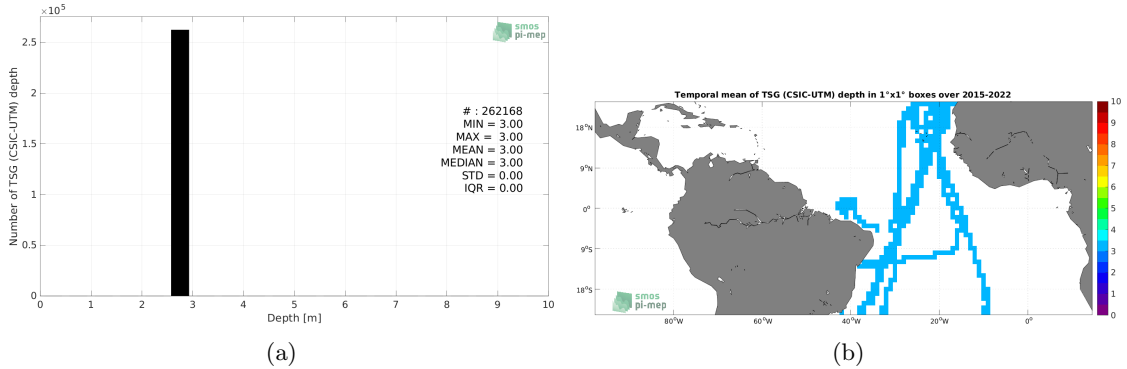 ×10^5
2.5
2
1.5
1
0.5
0
Number of TSG (CSIC-UTM) depth
smos
pi-mep
# : 262168
MIN = 3.00
MAX = 3.00
MEAN = 3.00
MEDIAN = 3.00
STD = 0.00
IQR = 0.00
0 1 2 3 4 5 6 7 8 9 10
Depth [m]
(a)
Temporal mean of TSG (CSIC-UTM) depth in 1°x1° boxes over 2015-2022
18°N
9°N
0°
9°S
18°S
smos
pi-mep
80°W 60°W 40°W 20°W 0°
10
9
8
7
6
5
4
3
2
1
0
(b)